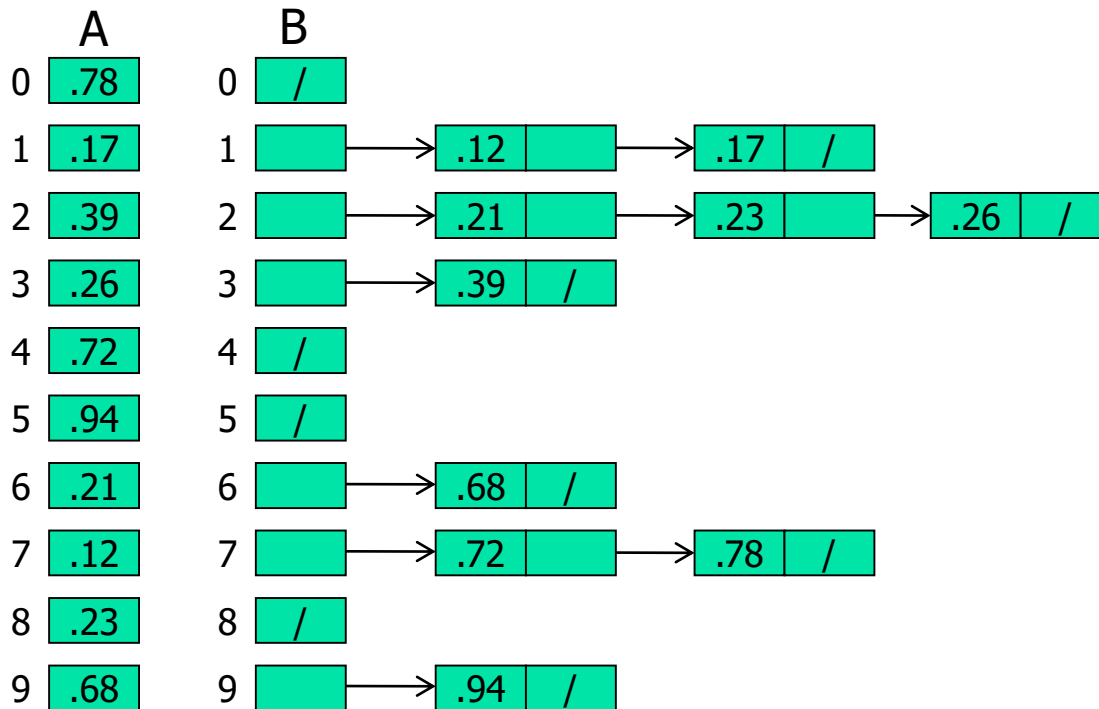 A B
0 .78 0 /
1 .17 1 .12 .17 /
2 .39 2 .21 .23 .26 /
3 .26 3 .39 /
4 .72 4 /
5 .94 5 /
6 .21 6 .68 /
7 .12 7 .72 .78 /
8 .23 8 /
9 .68 9 .94 /